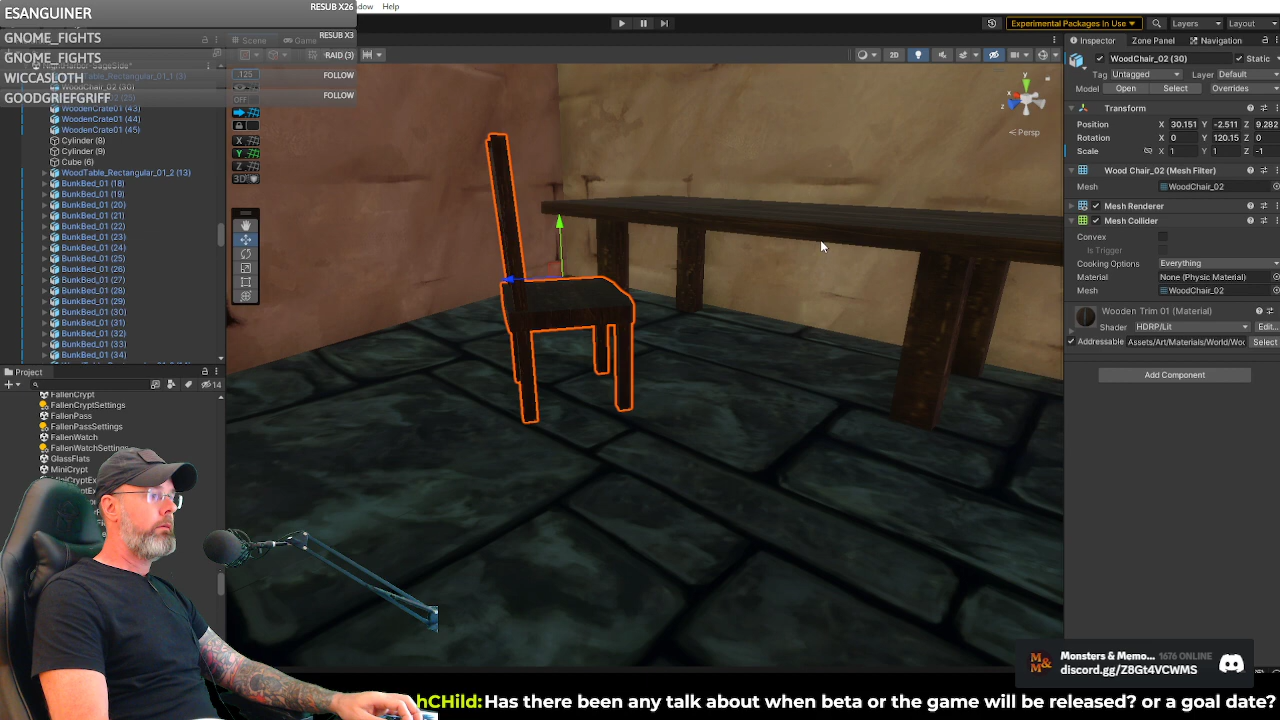 ESANGUINER RESUB X26
GNOME_FIGHTS RESUB X3
GNOME_FIGHTS RAID (3)
WICCASLOTH FOLLOW
GOODGRIEFGRIFF FOLLOW
Help
Experimental Packages In Use
Layers
Layout
Scene
Game
2D
125
OFF
X
Y
Z
3D
WoodenCrate01 (43)
WoodenCrate01 (44)
WoodenCrate01 (45)
Cylinder (8)
Cylinder (9)
Cube (6)
WoodTable_Rectangular_01_2 (13)
BunkBed_01 (18)
BunkBed_01 (19)
BunkBed_01 (20)
BunkBed_01 (21)
BunkBed_01 (22)
BunkBed_01 (23)
BunkBed_01 (24)
BunkBed_01 (25)
BunkBed_01 (26)
BunkBed_01 (27)
BunkBed_01 (28)
BunkBed_01 (29)
BunkBed_01 (30)
BunkBed_01 (31)
BunkBed_01 (32)
BunkBed_01 (33)
BunkBed_01 (34)
Project
14
FallenCrypt
FallenCryptSettings
FallenPass
FallenPassSettings
FallenWatch
FallenWatchSettings
GlassFlats
MiniCrypt
y
x
z
Persp
Inspector
Zone Panel
Navigation
WoodChair_02 (30) Static
Tag Untagged Layer Default
Model Open Select Overrides
Transform
Position X 30.151 Y -2.511 Z 9.282
Rotation X 0 Y 120.15 Z 0
Scale X 1 Y 1 Z -1
Wood Chair_02 (Mesh Filter)
Mesh WoodChair_02
Mesh Renderer
Mesh Collider
Convex
Is Trigger
Cooking Options Everything
Material None (Physic Material)
Mesh WoodChair_02
Wooden Trim 01 (Material)
Shader HDRP/Lit Edit...
Addressable Assets/Art/Materials/World/Woo Select
Add Component
M&M
Monsters & Memo... 1676 ONLINE
discord.gg/Z8Gt4VCWMS
hCHIld: Has there been any talk about when beta or the game will be released? or a goal date?